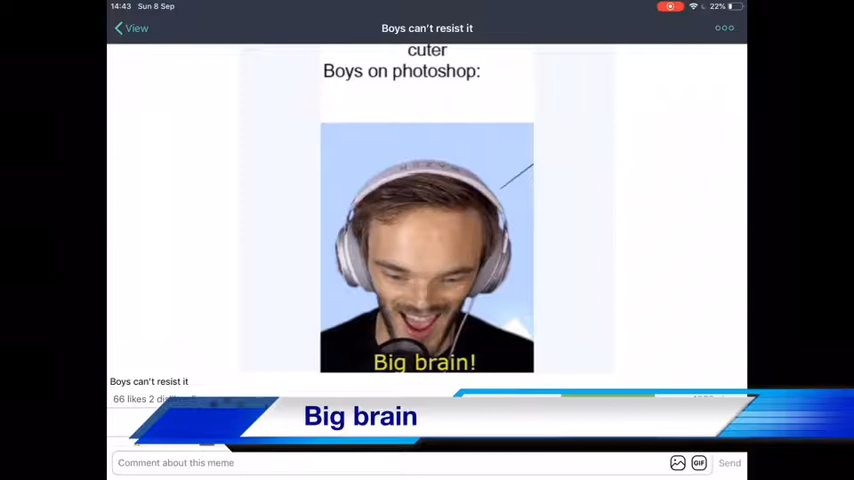 14:43 Sun 8 Sep
22%
View
Boys can't resist it
cuter
Boys on photoshop:
Big brain!
Boys can't resist it
66 likes 2
Big brain
Comment about this meme
GIF
Send